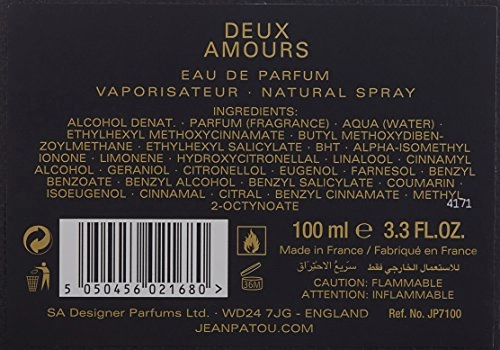 DEUX
AMOURS
EAU DE PARFUM
VAPORISATEUR · NATURAL SPRAY
INGREDIENTS:
ALCOHOL DENAT. · PARFUM (FRAGRANCE) · AQUA (WATER) ·
ETHYLHEXYL METHOXYCINNAMATE · BUTYL METHOXYDIBEN-
ZOYLMETHANE · ETHYLHEXYL SALICYLATE · BHT · ALPHA-ISOMETHYL
IONONE · LIMONENE · HYDROXYCITRONELLAL · LINALOOL · CINNAMYL
ALCOHOL · GERANIOL · CITRONELLOL · EUGENOL · FARNESOL · BENZYL
BENZOATE · BENZYL ALCOHOL · BENZYL SALICYLATE · COUMARIN ·
ISOEUGENOL · CINNAMAL · CITRAL · BENZYL CINNAMATE · METHYL
2-OCTYNOATE
4171
100 ml e 3.3 FL.OZ.
Made in France / Fabriqué en France
للاستعمال الخارجي فقط سريع الاحتراق
CAUTION: FLAMMABLE
ATTENTION: INFLAMMABLE
36M
5 050456 021680 >
SA Designer Parfums Ltd. · WD24 7JG - ENGLAND Ref. No. JP7100
JEANPATOU.COM